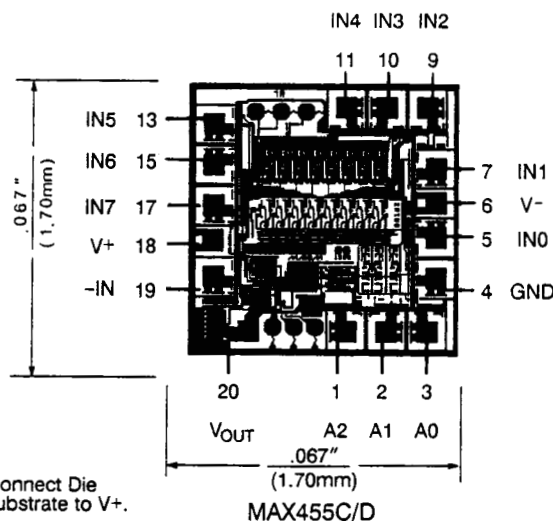 IN4 IN3 IN2
11 10 9
IN5 13
IN6 15
IN7 17
V+ 18
-IN 19
7 IN1
6 V-
5 IN0
4 GND
20 1 2 3
VOUT A2 A1 A0
.067"
(1.70mm)
.067"
(1.70mm)
onnect Die
ubstrate to V+.
MAX455C/D